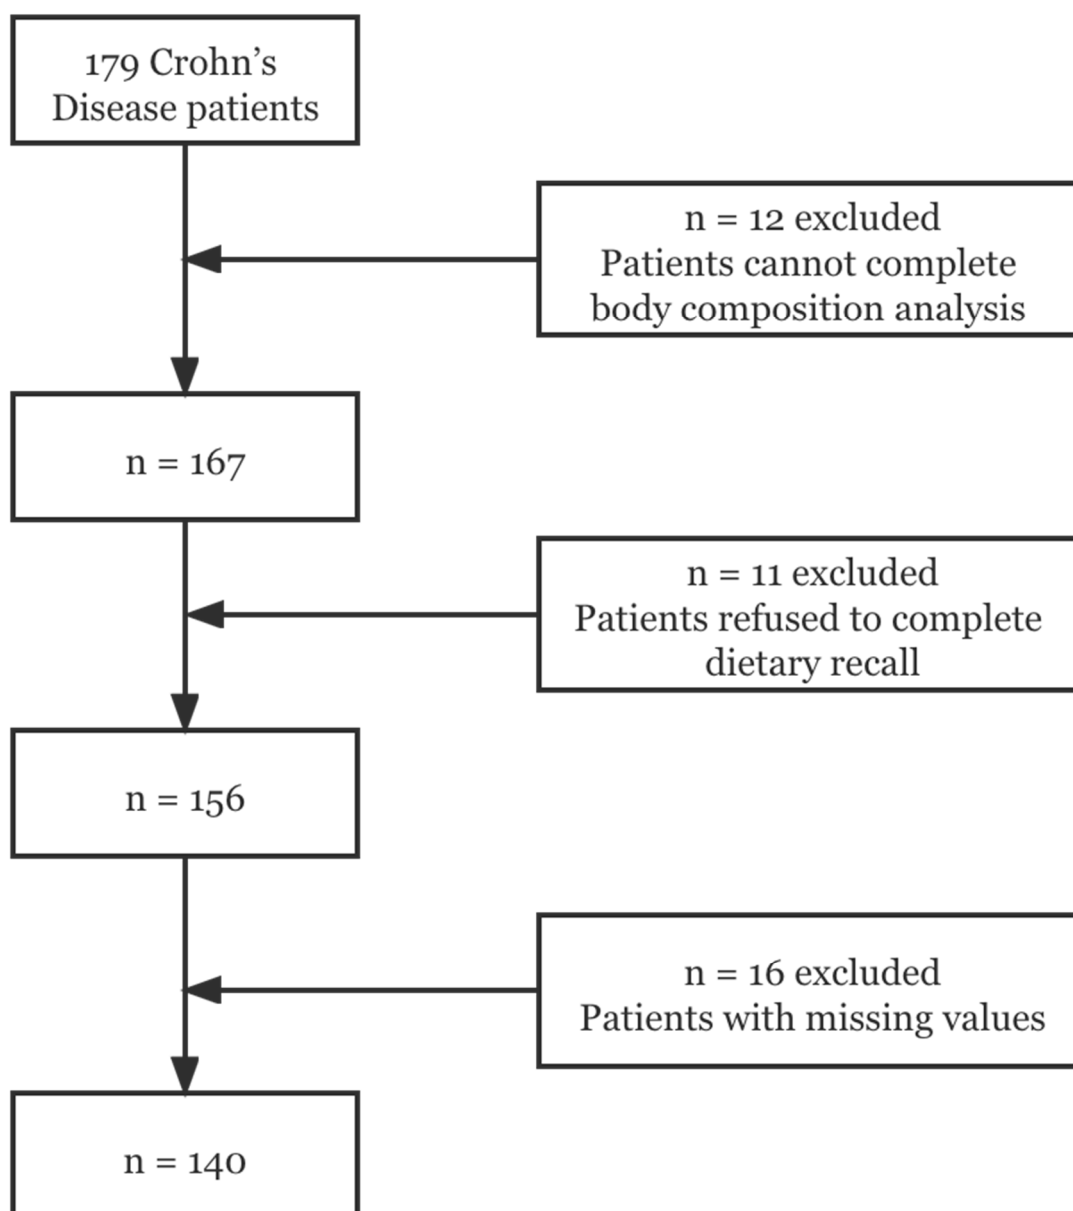 179 Crohn’s
Disease patients
n = 12 excluded
Patients cannot complete
body composition analysis
n = 167
n = 11 excluded
Patients refused to complete
dietary recall
n = 156
n = 16 excluded
Patients with missing values
n = 140